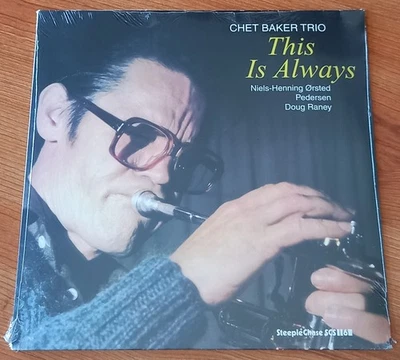 CHET BAKER TRIO
This
Is Always
Niels-Henning Ørsted
Pedersen
Doug Raney
SteepleChase SCS 1168